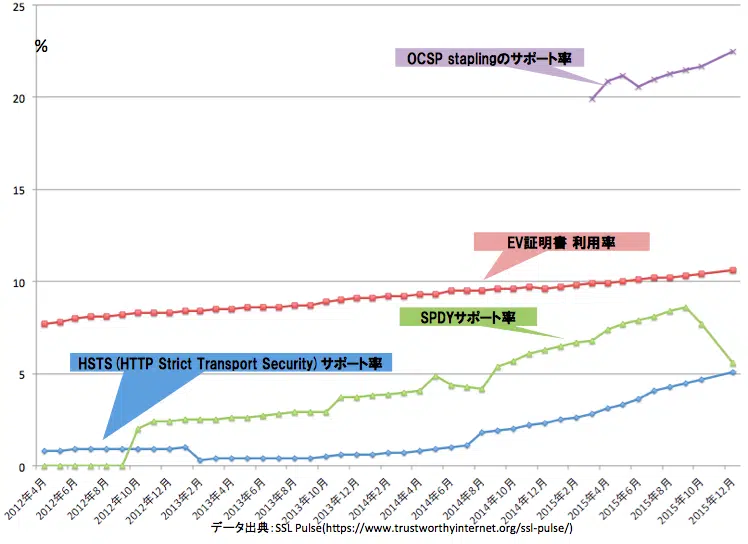 25
%
OCSP staplingのサポート率
20
15
EV証明書 利用率
10
SPDYサポート率
HSTS(HTTP Strict Transport Security)サポート率
5
0
2012年4月
2012年6月
2012年8月
2012年10月
2012年12月
2013年2月
2013年4月
2013年6月
2013年8月
2013年10月
2013年12月
2014年2月
2014年4月
2014年6月
2014年8月
2014年10月
2014年12月
2015年2月
2015年4月
2015年6月
2015年8月
2015年10月
2015年12月
データ出典:SSL Pulse(https://www.trustworthyinternet.org/ssl-pulse/)